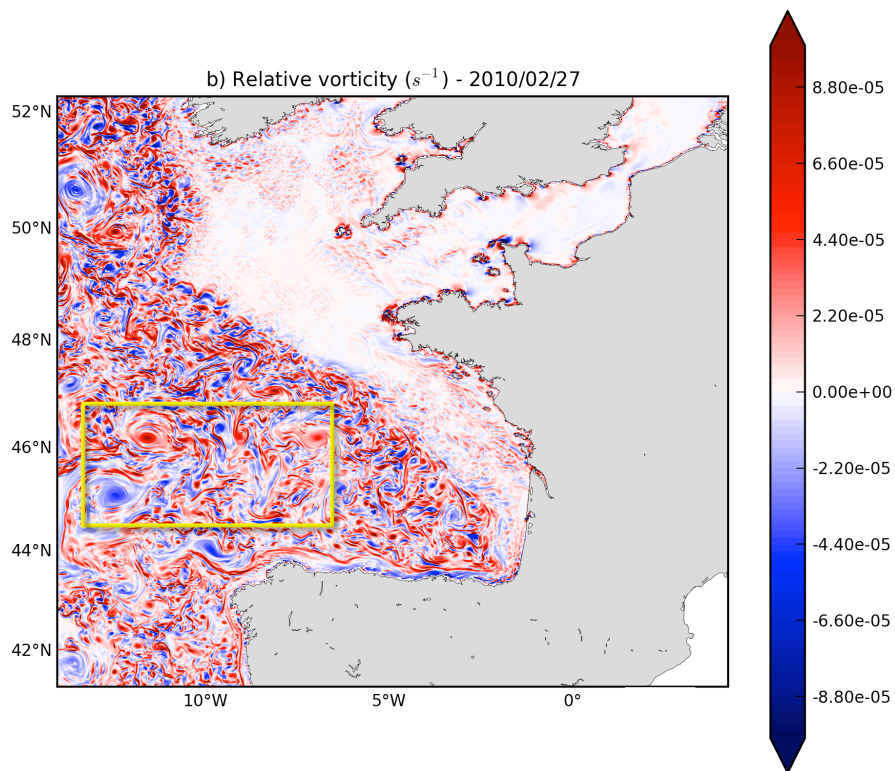 b) Relative vorticity (s⁻¹) - 2010/02/27
52°N
50°N
48°N
46°N
44°N
42°N
10°W 5°W 0°
8.80e-05
6.60e-05
4.40e-05
2.20e-05
0.00e+00
-2.20e-05
-4.40e-05
-6.60e-05
-8.80e-05